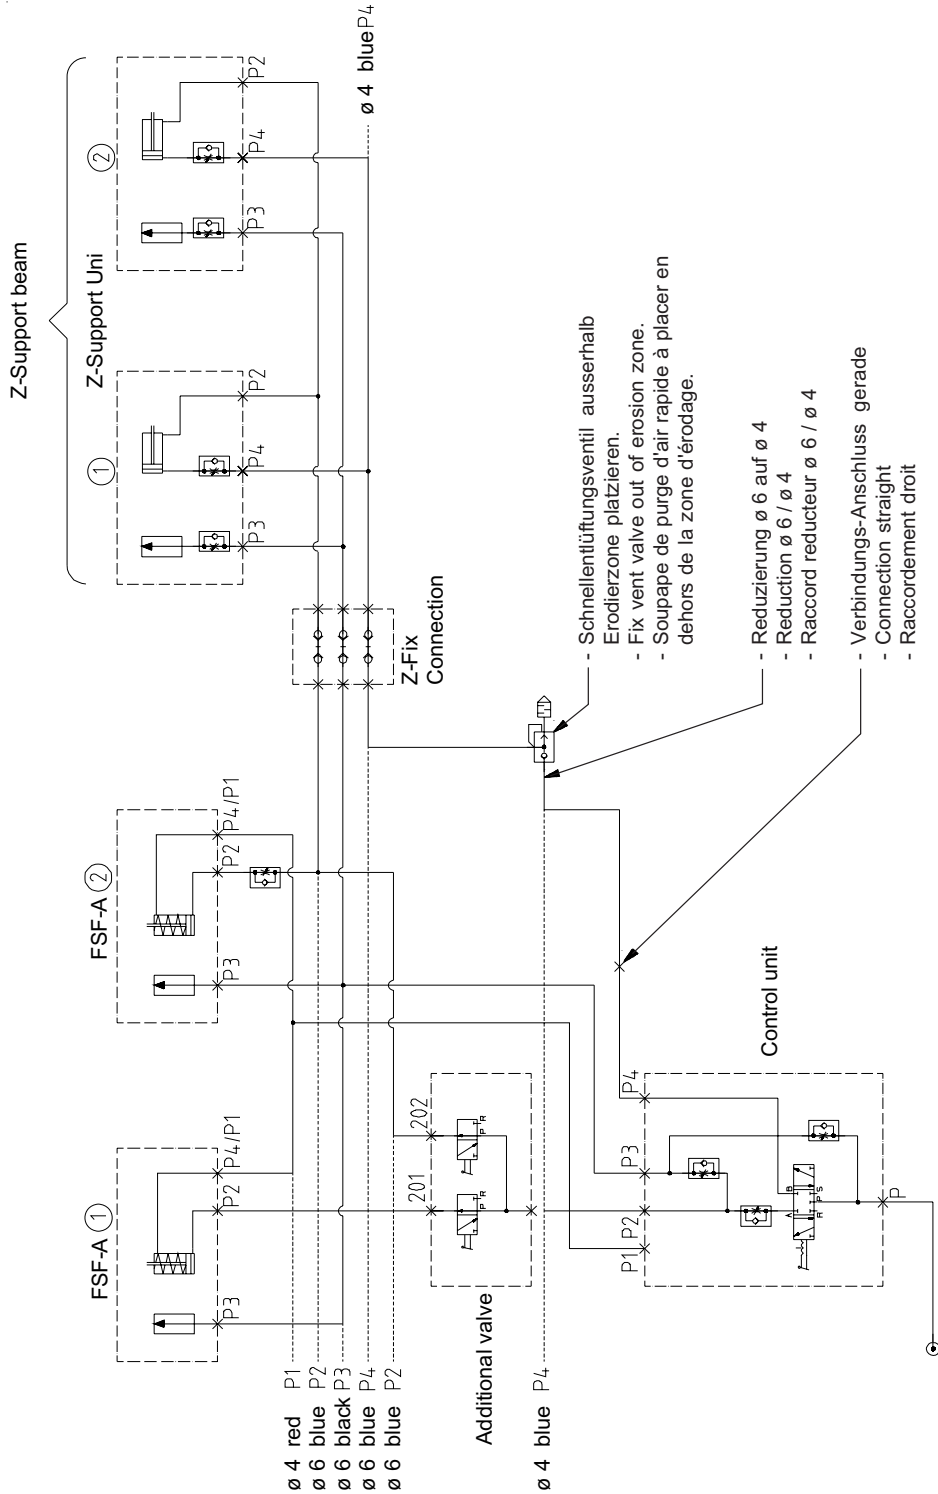 Z-Support beam
Z-Support Uni
1
2
P3
P4
P2
P3
P4
P2
ø 4 blue P4
FSF-A 1
FSF-A 2
P3
P2
P4/P1
P3
P2
P4/P1
Z-Fix
Connection
ø 4 red P1
ø 6 blue P2
ø 6 black P3
ø 6 blue P4
ø 6 blue P2
201
202
P R
P R
Additional valve
ø 4 blue P4
- Schnellentlüftungsventil ausserhalb
Erodierzone platzieren.
- Fix vent valve out of erosion zone.
- Soupape de purge d'air rapide à placer en
dehors de la zone d'érodage.
- Reduzierung ø 6 auf ø 4
- Reduction ø 6 / ø 4
- Raccord reducteur ø 6 / ø 4
- Verbindungs-Anschluss gerade
- Connection straight
- Raccordement droit
Control unit
P1
P2
P3
P4
A B
R P S
P